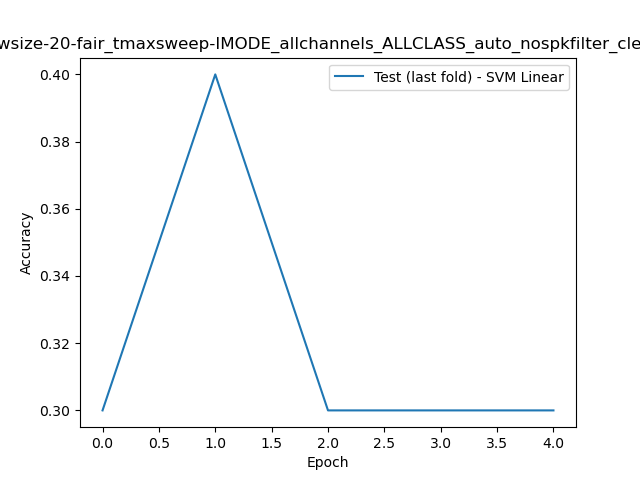 wsize-20-fair_tmaxsweep-IMODE_allchannels_ALLCLASS_auto_nospkfilter_cle
Test (last fold) - SVM Linear
0.40
0.38
0.36
0.34
0.32
0.30
Accuracy
0.0 0.5 1.0 1.5 2.0 2.5 3.0 3.5 4.0
Epoch